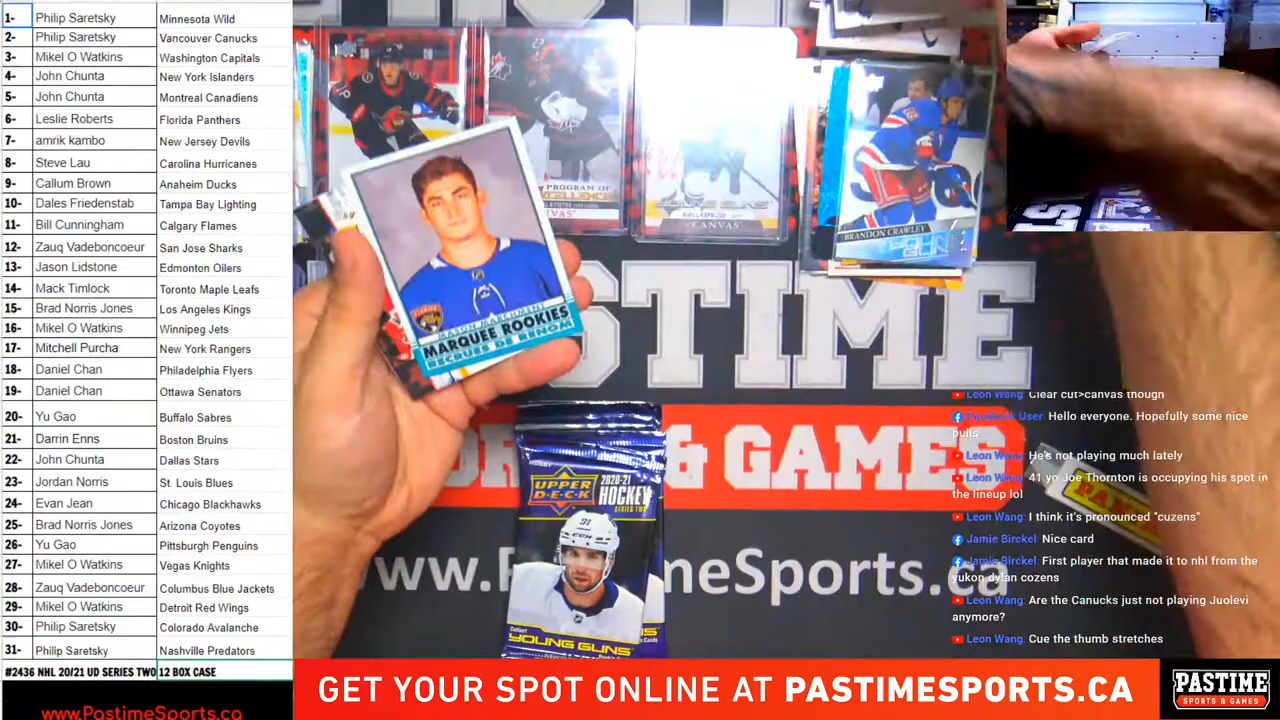 1- Philip Saretsky Minnesota Wild
2- Philip Saretsky Vancouver Canucks
3- Mikel O Watkins Washington Capitals
4- John Chunta New York Islanders
5- John Chunta Montreal Canadiens
6- Leslie Roberts Florida Panthers
7- amrik kambo New Jersey Devils
8- Steve Lau Carolina Hurricanes
9- Callum Brown Anaheim Ducks
10- Dales Friedenstab Tampa Bay Lighting
11- Bill Cunningham Calgary Flames
12- Zauq Vadeboncoeur San Jose Sharks
13- Jason Lidstone Edmonton Oilers
14- Mack Timlock Toronto Maple Leafs
15- Brad Norris Jones Los Angeles Kings
16- Mikel O Watkins Winnipeg Jets
17- Mitchell Purcha New York Rangers
18- Daniel Chan Philadelphia Flyers
19- Daniel Chan Ottawa Senators
20- Yu Gao Buffalo Sabres
21- Darrin Enns Boston Bruins
22- John Chunta Dallas Stars
23- Jordan Norris St. Louis Blues
24- Evan Jean Chicago Blackhawks
25- Brad Norris Jones Arizona Coyotes
26- Yu Gao Pittsburgh Penguins
27- Mikel O Watkins Vegas Knights
28- Zauq Vadeboncoeur Columbus Blue Jackets
29- Mikel O Watkins Detroit Red Wings
30- Philip Saretsky Colorado Avalanche
31- Philip Saretsky Nashville Predators
#2436 NHL 20/21 UD SERIES TWO 12 BOX CASE
www.PastimeSports.ca
PROGRAM OF
CANVAS
BRANDON CRAWLEY
MASON MARCHMENT
MARQUEE ROOKIES
RECRUES DE RENOM
STIME
& GAMES
UPPER DECK
2020-21
HOCKEY
SERIES TWO
YOUNG GUNS
Leon Wang: Clear cut>canvas though
Facebook User: Hello everyone. Hopefully some nice
pulls
Leon Wang: He's not playing much lately
Leon Wang: 41 yo Joe Thornton is occupying his spot in
the lineup lol
Leon Wang: I think it's pronounced "cuzens"
Jamie Birckel: Nice card
Jamie Birckel: First player that made it to nhl from the
yukon dylan cozens
Leon Wang: Are the Canucks just not playing Juolevi
anymore?
Leon Wang: Cue the thumb stretches
GET YOUR SPOT ONLINE AT PASTIMESPORTS.CA
PASTIME
SPORTS & GAMES